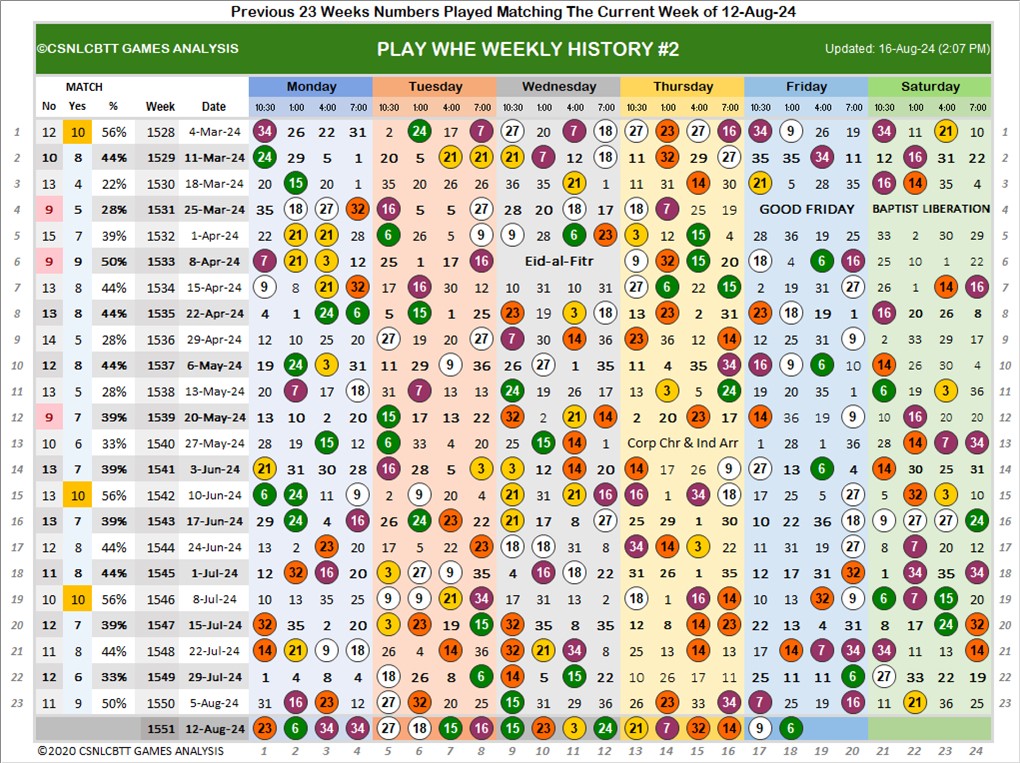 Previous 23 Weeks Numbers Played Matching The Current Week of 12-Aug-24
©CSNLCBTT GAMES ANALYSIS PLAY WHE WEEKLY HISTORY #2 Updated: 16-Aug-24 (2:07 PM)
MATCH Monday Tuesday Wednesday Thursday Friday Saturday
No Yes % Week Date 10:30 1:00 4:00 7:00 10:30 1:00 4:00 7:00 10:30 1:00 4:00 7:00 10:30 1:00 4:00 7:00 10:30 1:00 4:00 7:00 10:30 1:00 4:00 7:00
1 12 10 56% 1528 4-Mar-24 34 26 22 31 2 24 17 7 27 20 7 18 27 23 27 16 34 9 26 19 34 11 21 10 1
2 10 8 44% 1529 11-Mar-24 24 29 5 1 20 5 21 21 21 7 12 18 11 32 29 27 35 35 34 11 12 16 31 22 2
3 13 4 22% 1530 18-Mar-24 20 15 20 1 35 20 26 26 36 35 21 1 11 31 14 30 21 5 28 35 16 14 35 4 3
4 9 5 28% 1531 25-Mar-24 35 18 27 32 16 5 5 27 28 20 18 17 18 7 25 19 GOOD FRIDAY BAPTIST LIBERATION 4
5 15 7 39% 1532 1-Apr-24 22 21 21 28 6 26 5 9 9 28 6 23 3 12 15 4 28 36 19 25 33 2 30 29 5
6 9 9 50% 1533 8-Apr-24 7 21 3 12 25 1 17 16 Eid-al-Fitr 9 32 15 20 18 4 6 16 25 10 1 22 6
7 13 8 44% 1534 15-Apr-24 9 8 21 32 17 16 30 12 10 31 10 31 27 6 22 15 2 19 31 27 26 1 14 16 7
8 13 8 44% 1535 22-Apr-24 4 1 24 6 5 15 1 25 23 19 3 18 13 23 2 31 23 18 19 1 16 20 26 8 8
9 14 5 28% 1536 29-Apr-24 12 10 25 20 27 19 20 27 7 30 14 36 23 36 12 14 12 25 31 9 2 33 29 17 9
10 12 8 44% 1537 6-May-24 19 24 3 31 11 29 9 36 26 27 1 35 11 4 35 34 16 9 6 10 14 26 30 4 10
11 13 5 28% 1538 13-May-24 20 7 17 18 31 7 13 13 24 19 26 17 13 3 5 24 19 20 35 1 6 19 3 36 11
12 9 7 39% 1539 20-May-24 13 10 2 20 15 17 13 22 32 2 21 14 2 20 23 17 14 36 19 9 10 16 20 20 12
13 10 6 33% 1540 27-May-24 28 19 15 12 6 33 4 20 25 15 14 1 Corp Chr & Ind Arr 1 28 1 36 28 14 7 34 13
14 13 7 39% 1541 3-Jun-24 21 31 30 28 16 28 5 3 3 12 14 20 14 17 26 9 27 13 6 4 14 30 25 31 14
15 13 10 56% 1542 10-Jun-24 6 24 11 9 2 9 20 4 21 31 21 16 16 1 34 18 17 25 5 27 5 32 3 10 15
16 13 7 39% 1543 17-Jun-24 29 24 4 16 26 24 23 22 21 17 8 27 25 29 1 30 10 22 36 18 9 27 27 24 16
17 12 8 44% 1544 24-Jun-24 13 2 23 20 17 5 22 23 18 18 31 8 34 14 3 22 11 31 19 27 8 7 20 12 17
18 11 8 44% 1545 1-Jul-24 12 32 16 20 3 27 9 35 4 16 18 22 31 26 1 35 12 17 31 32 1 34 35 34 18
19 10 10 56% 1546 8-Jul-24 10 13 35 25 9 9 21 34 17 31 13 2 18 1 16 14 10 13 32 9 6 7 15 20 19
20 12 7 39% 1547 15-Jul-24 32 35 2 20 3 23 19 15 32 35 8 35 12 8 14 23 22 13 4 31 8 17 24 32 20
21 11 8 44% 1548 22-Jul-24 14 21 9 18 26 4 14 36 32 21 34 8 25 13 14 13 17 14 7 34 34 11 13 14 21
22 12 6 33% 1549 29-Jul-24 1 4 8 4 18 26 8 6 14 5 15 22 10 26 17 11 25 11 11 6 27 33 22 19 22
23 11 9 50% 1550 5-Aug-24 31 16 23 12 27 32 20 25 15 19 31 29 26 23 33 34 7 25 19 16 11 21 36 25 23
1551 12-Aug-24 23 6 34 34 27 18 15 16 15 23 3 24 21 7 32 14 9 6
©2020 CSNLCBTT GAMES ANALYSIS 1 2 3 4 5 6 7 8 9 10 11 12 13 14 15 16 17 18 19 20 21 22 23 24